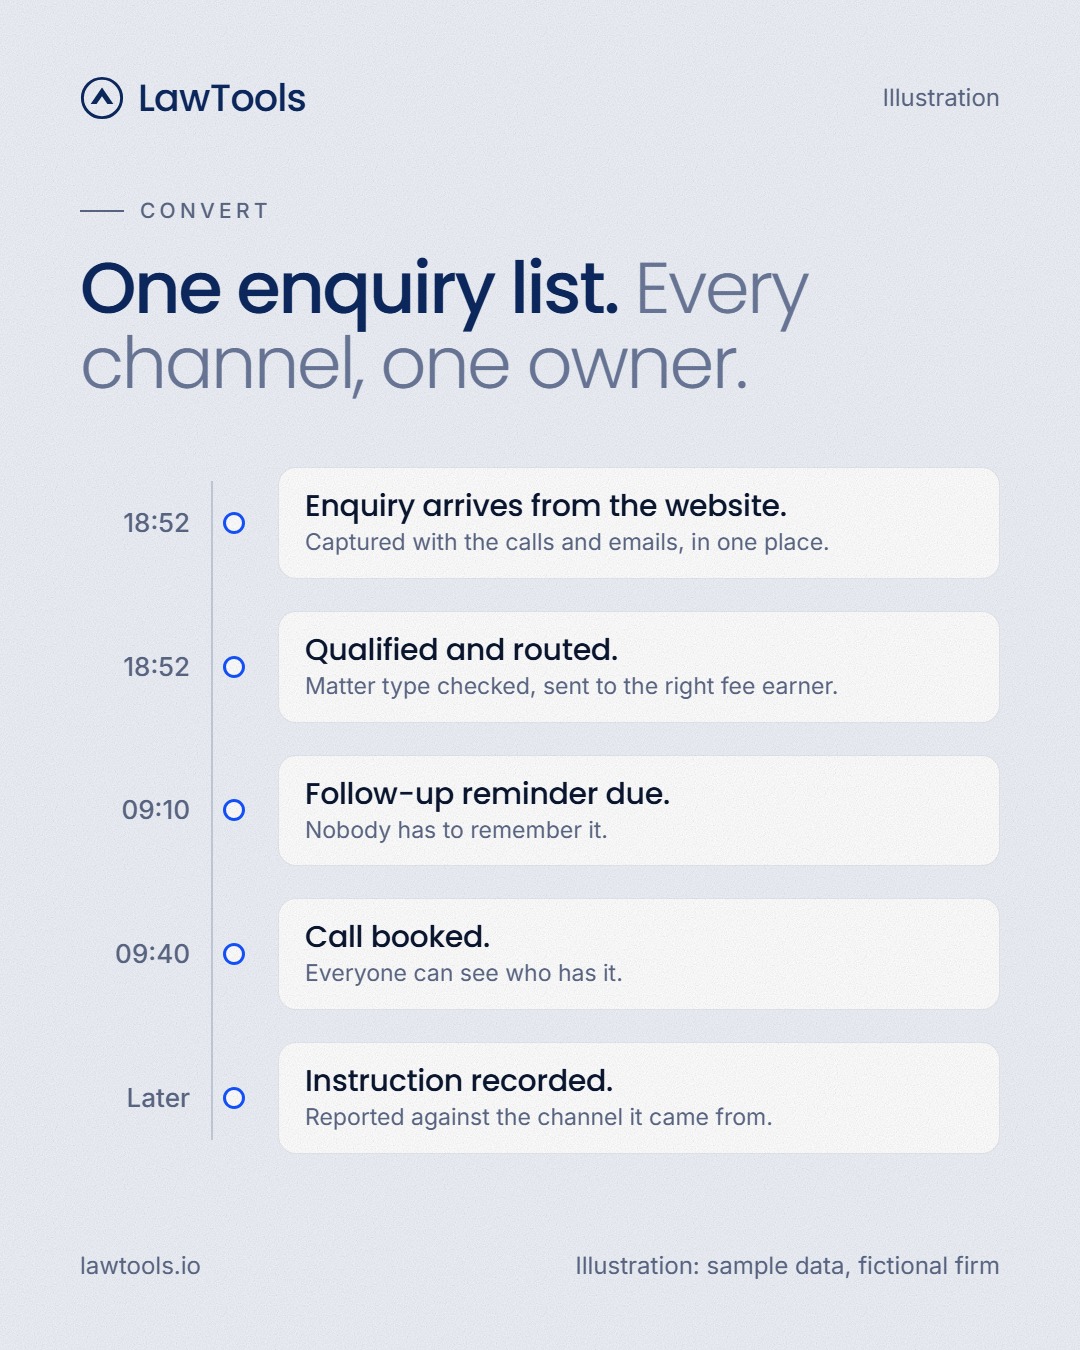 LawTools
Illustration
CONVERT
One enquiry list. Every
channel, one owner.
18:52
Enquiry arrives from the website.
Captured with the calls and emails, in one place.
18:52
Qualified and routed.
Matter type checked, sent to the right fee earner.
09:10
Follow-up reminder due.
Nobody has to remember it.
09:40
Call booked.
Everyone can see who has it.
Later
Instruction recorded.
Reported against the channel it came from.
lawtools.io
Illustration: sample data, fictional firm